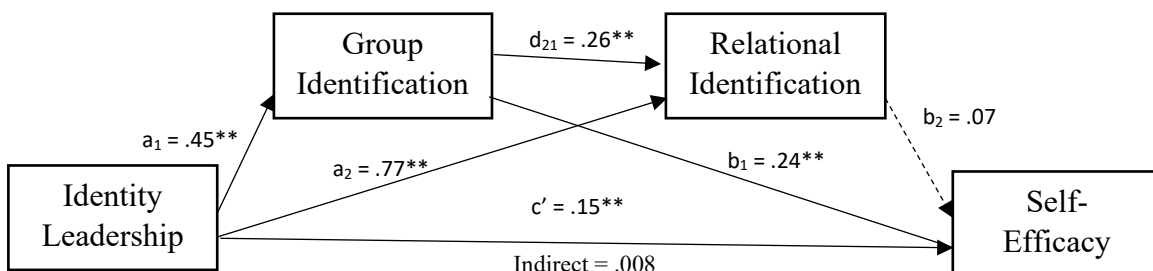 Group
Identification
d₂₁ = .26**
Relational
Identification
a₁ = .45**
a₂ = .77**
b₁ = .24**
b₂ = .07
Identity
Leadership
c’ = .15**
Self-
Efficacy
Indirect = .008